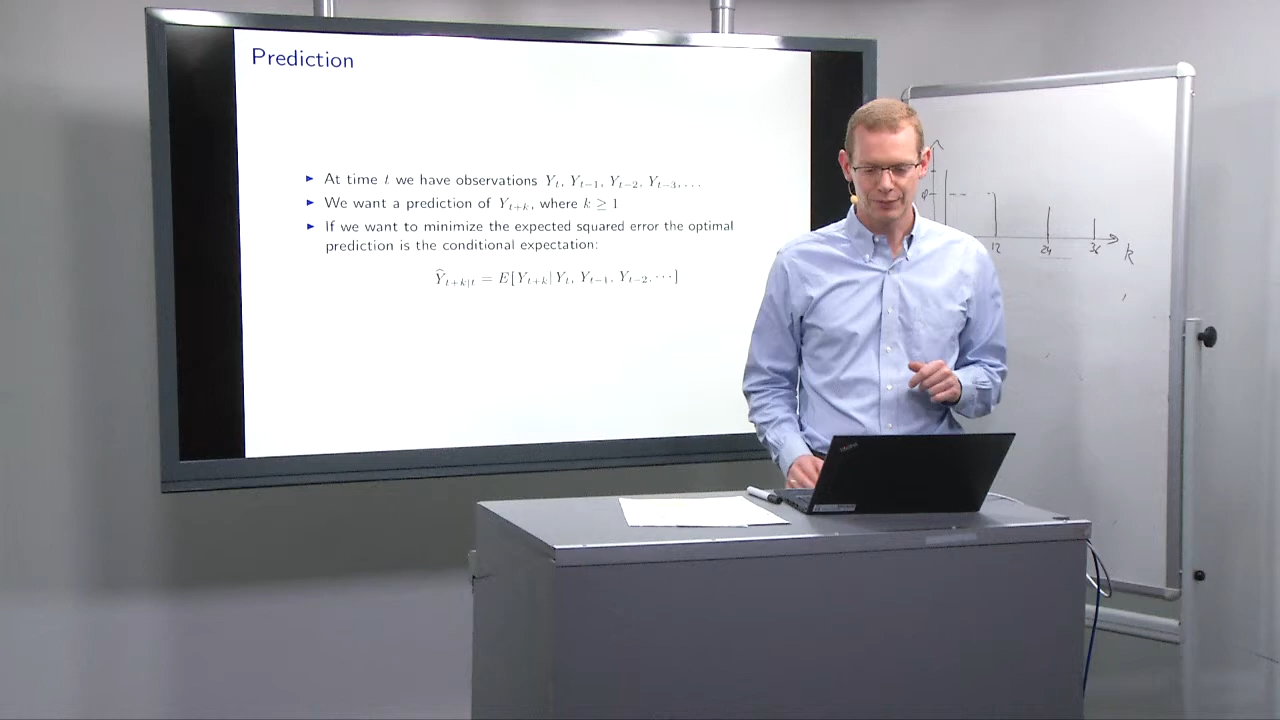 Prediction
► At time t we have observations Y_t, Y_{t−1}, Y_{t−2}, Y_{t−3}, . . .
► We want a prediction of Y_{t+k}, where k ≥ 1
► If we want to minimize the expected squared error the optimal
prediction is the conditional expectation:
Ŷ_{t+k|t} = E[Y_{t+k}|Y_t, Y_{t−1}, Y_{t−2}, · · · ]
φ
12 24 36
k
ThinkPad